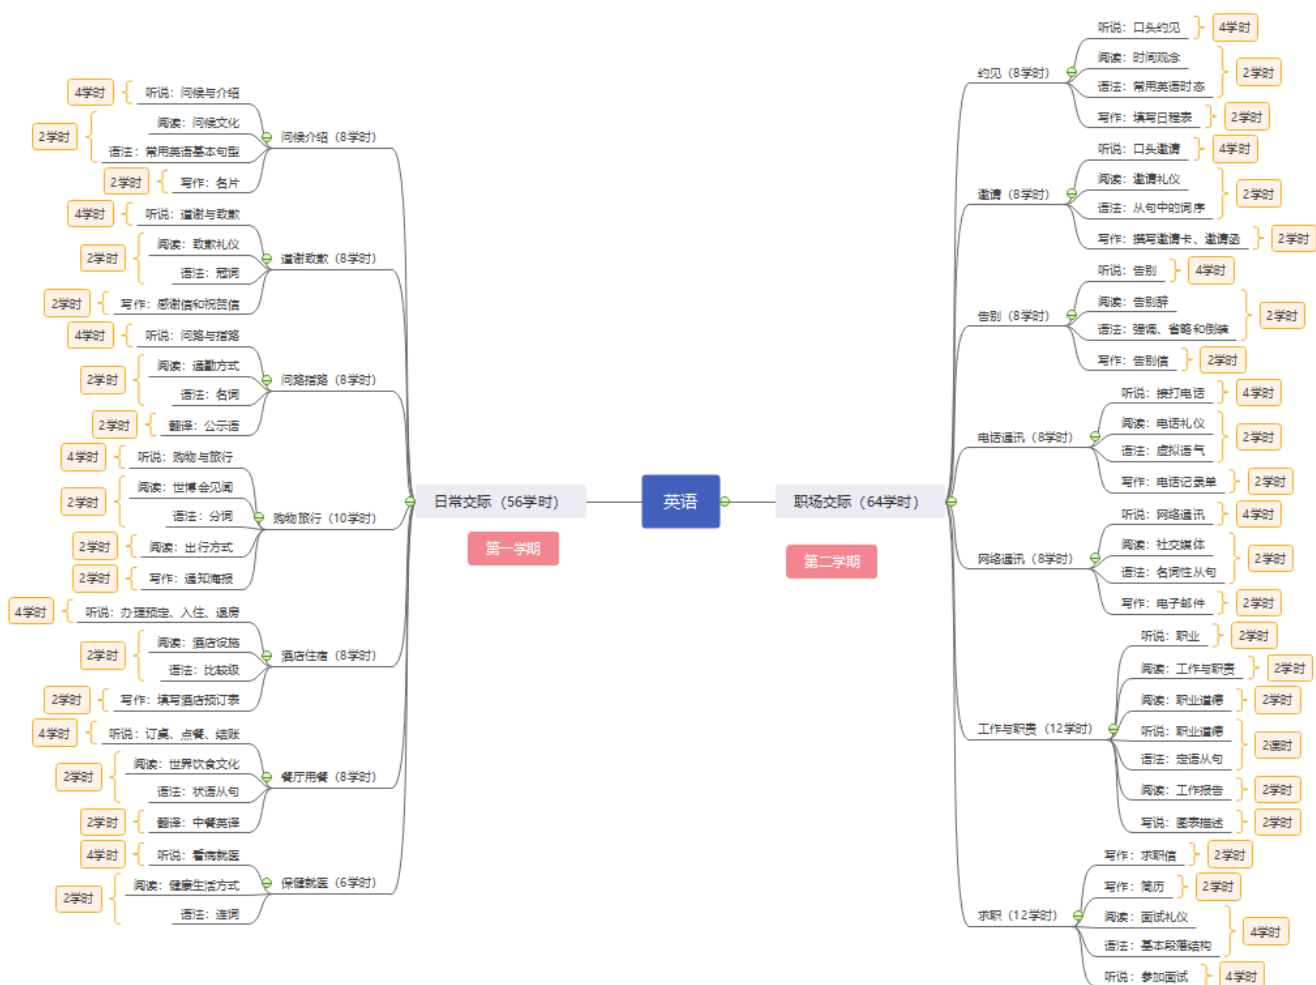 英语
日常交际（56学时）
第一学期
问候介绍（8学时）
听说：问候与介绍
4学时
阅读：问候文化
语法：常用英语基本句型
2学时
写作：名片
2学时
道谢致歉（8学时）
听说：道谢与致歉
4学时
阅读：致歉礼仪
语法：冠词
2学时
写作：感谢信和祝贺信
2学时
问路指路（8学时）
听说：问路与指路
4学时
阅读：通勤方式
语法：名词
2学时
翻译：公示语
2学时
购物旅行（10学时）
听说：购物与旅行
4学时
阅读：世博会见闻
语法：分词
2学时
阅读：出行方式
2学时
写作：通知海报
2学时
酒店住宿（8学时）
听说：办理预定、入住、退房
4学时
阅读：酒店设施
语法：比较级
2学时
写作：填写酒店预订表
2学时
餐厅用餐（8学时）
听说：订桌、点餐、结账
4学时
阅读：世界饮食文化
语法：状语从句
2学时
翻译：中餐英译
2学时
保健就医（6学时）
听说：看病就医
4学时
阅读：健康生活方式
语法：连词
2学时
职场交际（64学时）
第二学期
约见（8学时）
听说：口头约见
4学时
阅读：时间观念
语法：常用英语时态
2学时
写作：填写日程表
2学时
邀请（8学时）
听说：口头邀请
4学时
阅读：邀请礼仪
语法：从句中的词序
2学时
写作：撰写邀请卡、邀请函
2学时
告别（8学时）
听说：告别
4学时
阅读：告别辞
语法：强调、省略和倒装
2学时
写作：告别信
2学时
电话通讯（8学时）
听说：接打电话
4学时
阅读：电话礼仪
语法：虚拟语气
2学时
写作：电话记录单
2学时
网络通讯（8学时）
听说：网络通讯
4学时
阅读：社交媒体
语法：名词性从句
2学时
写作：电子邮件
2学时
工作与职责（12学时）
听说：职业
2学时
阅读：工作与职责
2学时
阅读：职业道德
2学时
听说：职业道德
语法：定语从句
2课时
阅读：工作报告
2学时
写说：图表描述
2学时
求职（12学时）
写作：求职信
2学时
写作：简历
2学时
阅读：面试礼仪
语法：基本段落结构
4学时
听说：参加面试
4学时